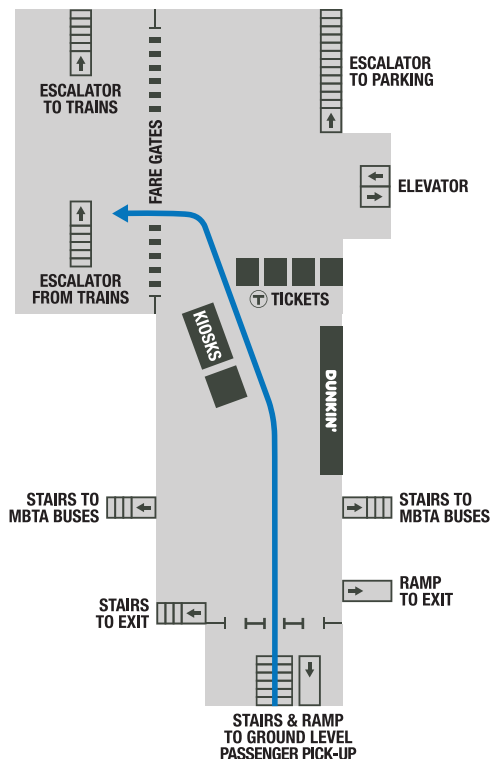 ESCALATOR
TO TRAINS
FARE GATES
ESCALATOR
TO PARKING
ELEVATOR
ESCALATOR
FROM TRAINS
T TICKETS
KIOSKS
DUNKIN'
STAIRS TO
MBTA BUSES
STAIRS TO
MBTA BUSES
STAIRS
TO EXIT
RAMP
TO EXIT
STAIRS & RAMP
TO GROUND LEVEL
PASSENGER PICK-UP